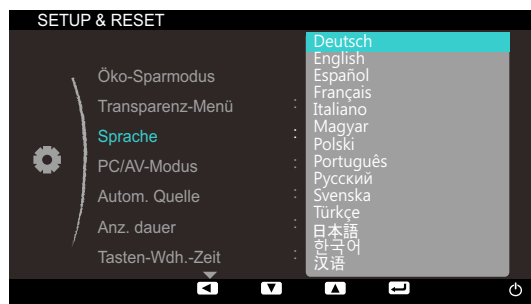 SETUP & RESET
Öko-Sparmodus
Transparenz-Menü :
Sprache :
PC/AV-Modus :
Autom. Quelle :
Anz. dauer :
Tasten-Wdh.-Zeit :
Deutsch
English
Español
Français
Italiano
Magyar
Polski
Português
Русский
Svenska
Türkçe
日本語
한국어
汉语